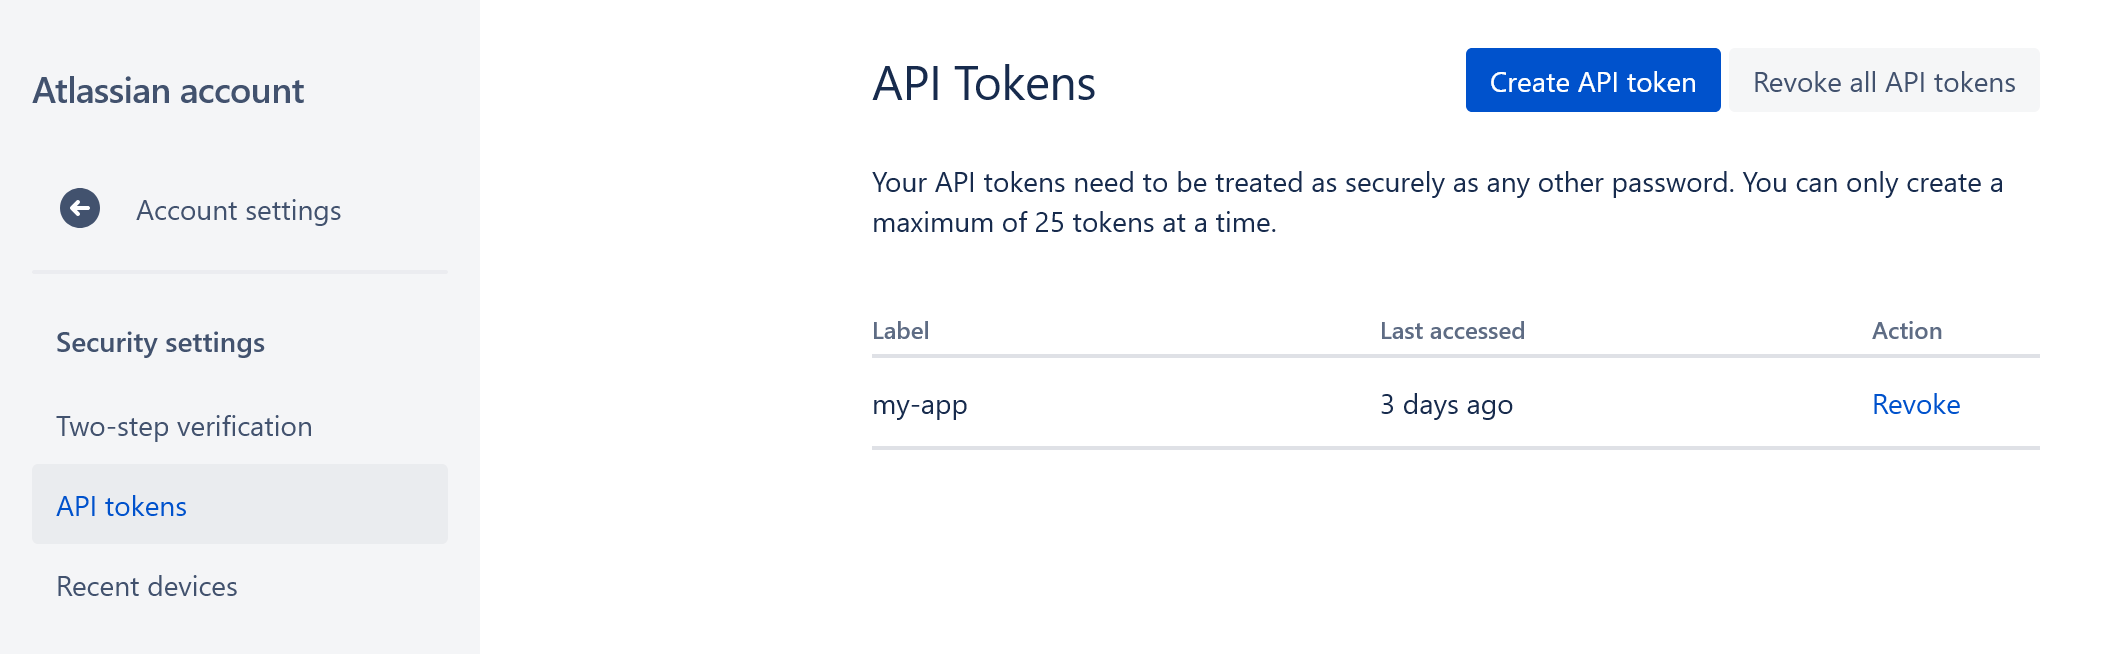 Atlassian account
Account settings
Security settings
Two-step verification
API tokens
Recent devices
API Tokens
Create API token
Revoke all API tokens
Your API tokens need to be treated as securely as any other password. You can only create a
maximum of 25 tokens at a time.
Label Last accessed Action
my-app 3 days ago Revoke